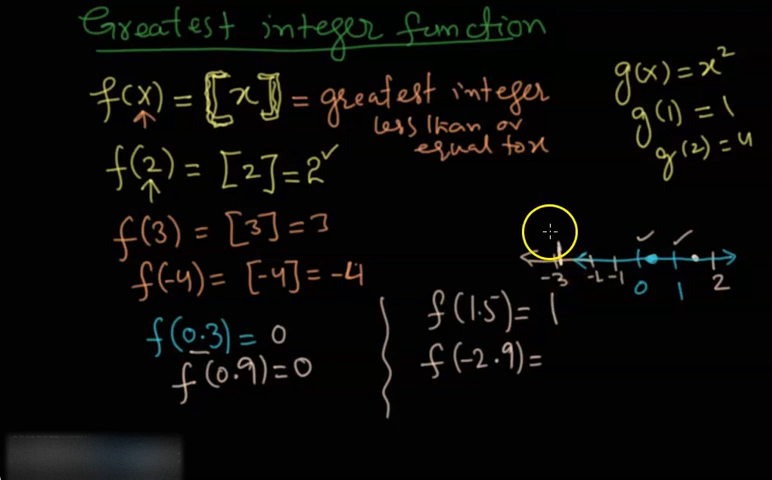 Greatest integer function
f(x) = [x] = greatest integer
less than or
equal to x
g(x) = x²
g(1) = 1
g(2) = 4
f(2) = [2] = 2
f(3) = [3] = 3
f(-4) = [-4] = -4
-3 -2 -1 0 1 2
f(0.3) = 0
f(0.9) = 0
f(1.5) = 1
f(-2.9) =